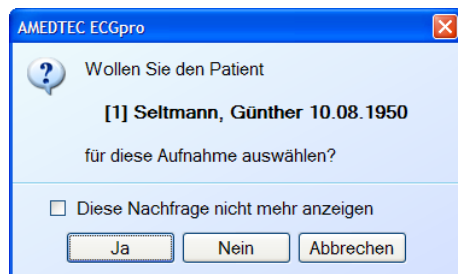 AMEDTEC ECGpro
Wollen Sie den Patient
[1] Seltmann, Günther 10.08.1950
für diese Aufnahme auswählen?
Diese Nachfrage nicht mehr anzeigen
Ja Nein Abbrechen